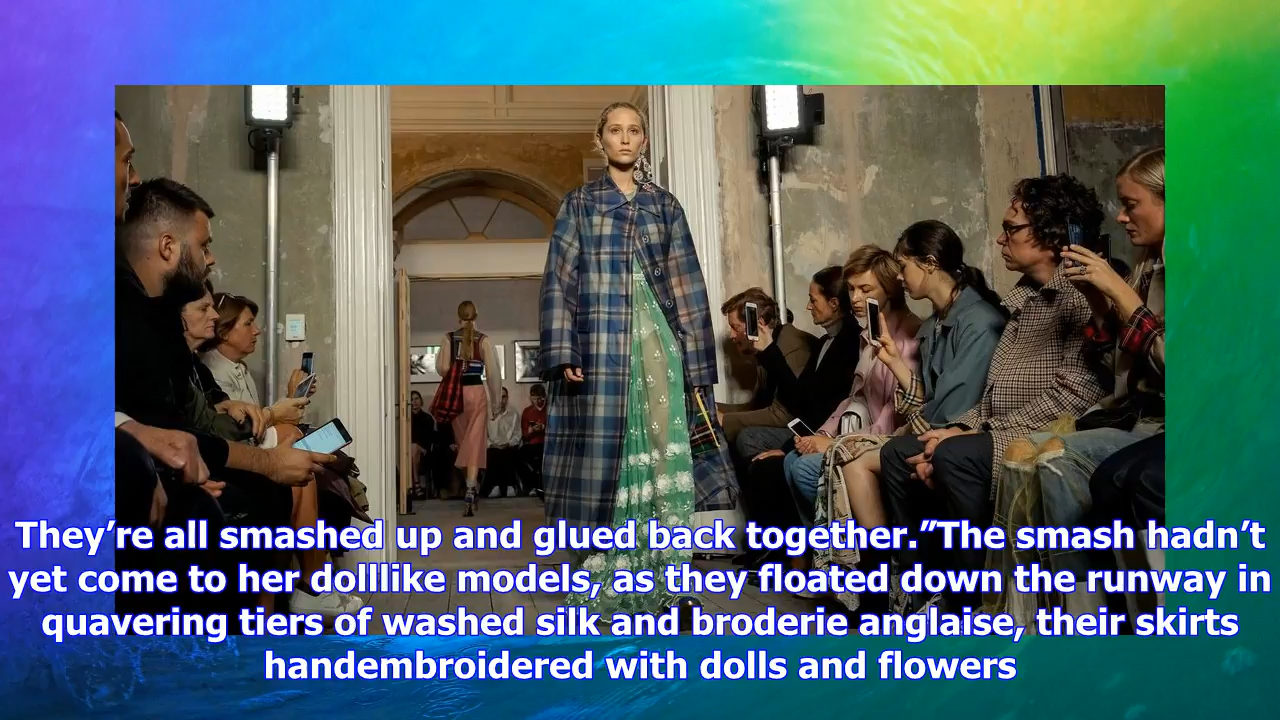 They’re all smashed up and glued back together.”The smash hadn’t
yet come to her dolllike models, as they floated down the runway in
quavering tiers of washed silk and broderie anglaise, their skirts
handembroidered with dolls and flowers